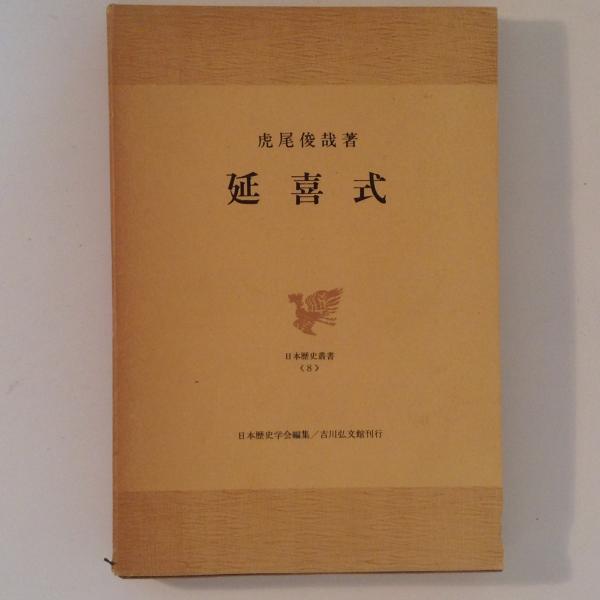 虎尾俊哉著
延喜式
日本歴史叢書
《8》
日本歴史学会編集／吉川弘文館刊行